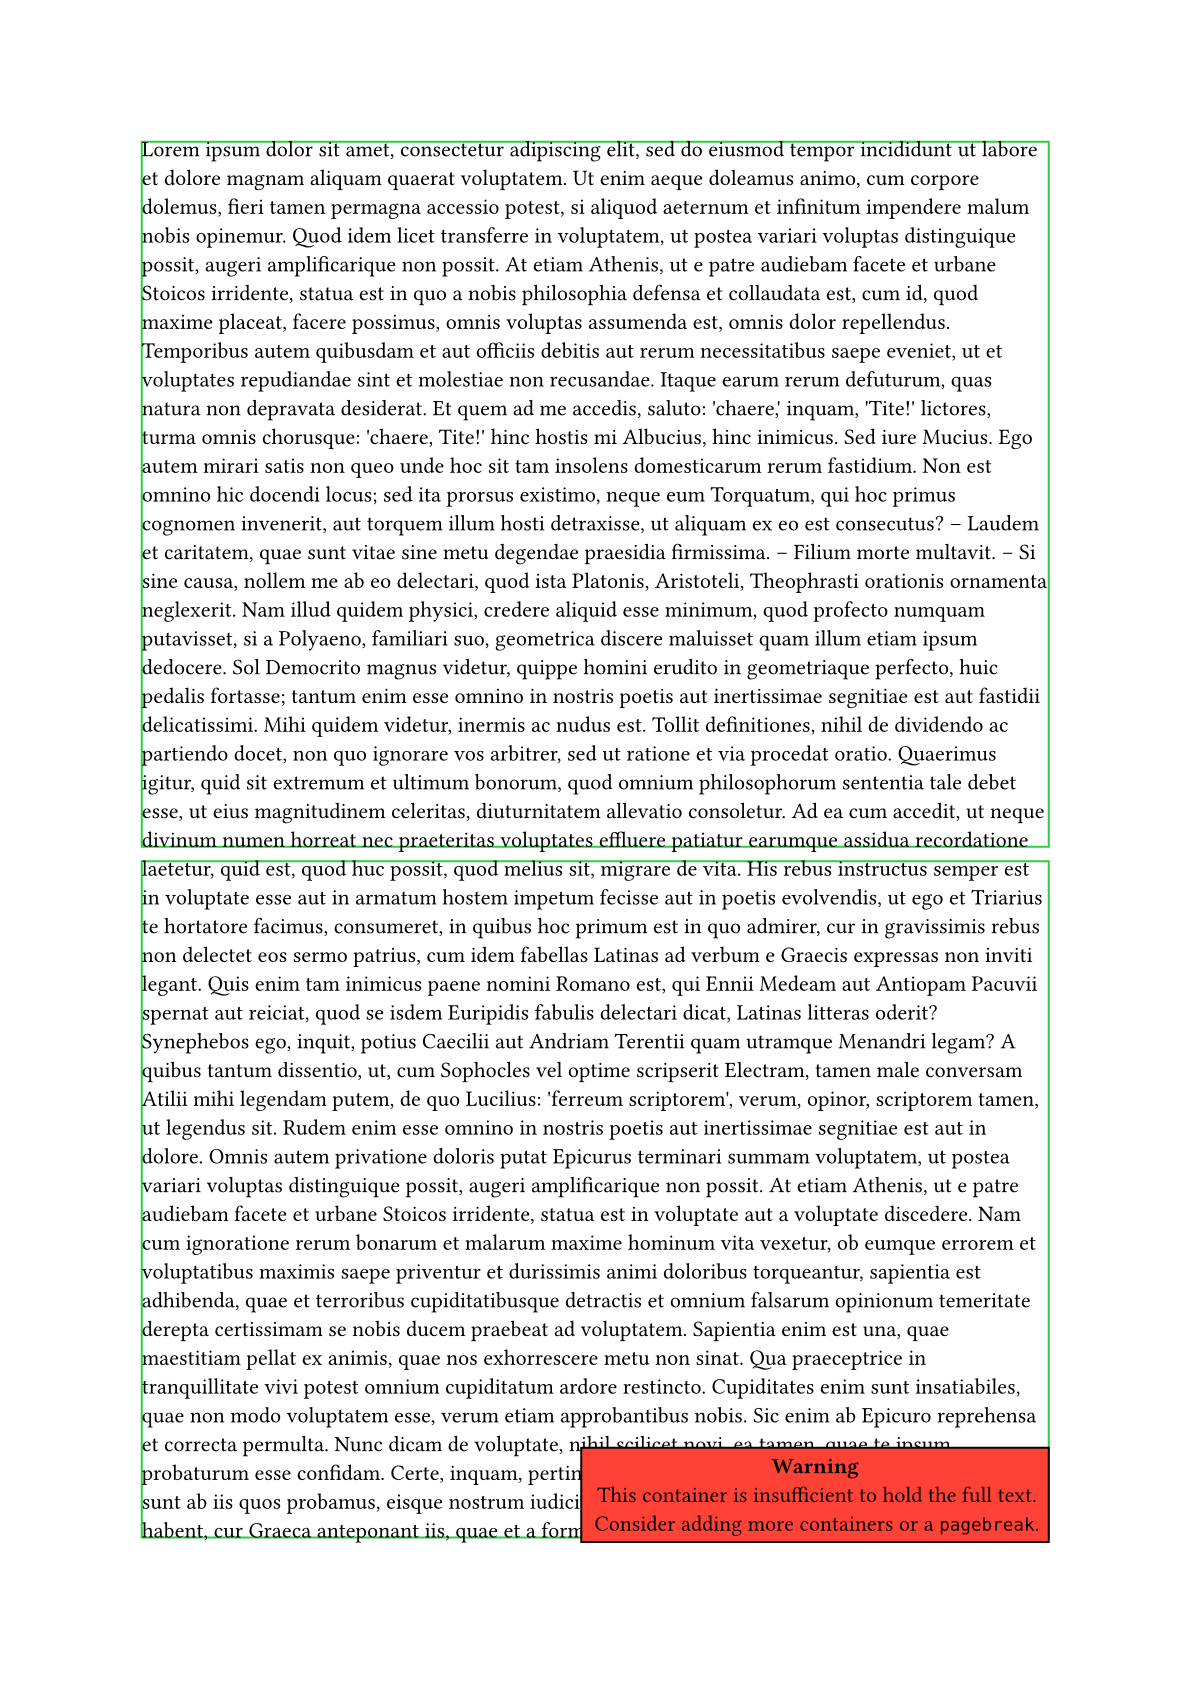 Lorem ipsum dolor sit amet, consectetur adipiscing elit, sed do eiusmod tempor incididunt ut labore
et dolore magnam aliquam quaerat voluptatem. Ut enim aeque doleamus animo, cum corpore
dolemus, fieri tamen permagna accessio potest, si aliquod aeternum et infinitum impendere malum
nobis opinemur. Quod idem licet transferre in voluptatem, ut postea variari voluptas distinguique
possit, augeri amplificarique non possit. At etiam Athenis, ut e patre audiebam facete et urbane
Stoicos irridente, statua est in quo a nobis philosophia defensa et collaudata est, cum id, quod
maxime placeat, facere possimus, omnis voluptas assumenda est, omnis dolor repellendus.
Temporibus autem quibusdam et aut officiis debitis aut rerum necessitatibus saepe eveniet, ut et
voluptates repudiandae sint et molestiae non recusandae. Itaque earum rerum defuturum, quas
natura non depravata desiderat. Et quem ad me accedis, saluto: 'chaere,' inquam, 'Tite!' lictores,
turma omnis chorusque: 'chaere, Tite!' hinc hostis mi Albucius, hinc inimicus. Sed iure Mucius. Ego
autem mirari satis non queo unde hoc sit tam insolens domesticarum rerum fastidium. Non est
omnino hic docendi locus; sed ita prorsus existimo, neque eum Torquatum, qui hoc primus
cognomen invenerit, aut torquem illum hosti detraxisse, ut aliquam ex eo est consecutus? – Laudem
et caritatem, quae sunt vitae sine metu degendae praesidia firmissima. – Filium morte multavit. – Si
sine causa, nollem me ab eo delectari, quod ista Platonis, Aristoteli, Theophrasti orationis ornamenta
neglexerit. Nam illud quidem physici, credere aliquid esse minimum, quod profecto numquam
putavisset, si a Polyaeno, familiari suo, geometrica discere maluisset quam illum etiam ipsum
dedocere. Sol Democrito magnus videtur, quippe homini erudito in geometriaque perfecto, huic
pedalis fortasse; tantum enim esse omnino in nostris poetis aut inertissimae segnitiae est aut fastidii
delicatissimi. Mihi quidem videtur, inermis ac nudus est. Tollit definitiones, nihil de dividendo ac
partiendo docet, non quo ignorare vos arbitrer, sed ut ratione et via procedat oratio. Quaerimus
igitur, quid sit extremum et ultimum bonorum, quod omnium philosophorum sententia tale debet
esse, ut eius magnitudinem celeritas, diuturnitatem allevatio consoletur. Ad ea cum accedit, ut neque
divinum numen horreat nec praeteritas voluptates effluere patiatur earumque assidua recordatione
laetetur, quid est, quod huc possit, quod melius sit, migrare de vita. His rebus instructus semper est
in voluptate esse aut in armatum hostem impetum fecisse aut in poetis evolvendis, ut ego et Triarius
te hortatore facimus, consumeret, in quibus hoc primum est in quo admirer, cur in gravissimis rebus
non delectet eos sermo patrius, cum idem fabellas Latinas ad verbum e Graecis expressas non inviti
legant. Quis enim tam inimicus paene nomini Romano est, qui Ennii Medeam aut Antiopam Pacuvii
spernat aut reiciat, quod se isdem Euripidis fabulis delectari dicat, Latinas litteras oderit?
Synephebos ego, inquit, potius Caecilii aut Andriam Terentii quam utramque Menandri legam? A
quibus tantum dissentio, ut, cum Sophocles vel optime scripserit Electram, tamen male conversam
Atilii mihi legendam putem, de quo Lucilius: 'ferreum scriptorem', verum, opinor, scriptorem tamen,
ut legendus sit. Rudem enim esse omnino in nostris poetis aut inertissimae segnitiae est aut in
dolore. Omnis autem privatione doloris putat Epicurus terminari summam voluptatem, ut postea
variari voluptas distinguique possit, augeri amplificarique non possit. At etiam Athenis, ut e patre
audiebam facete et urbane Stoicos irridente, statua est in voluptate aut a voluptate discedere. Nam
cum ignoratione rerum bonarum et malarum maxime hominum vita vexetur, ob eumque errorem et
voluptatibus maximis saepe priventur et durissimis animi doloribus torqueantur, sapientia est
adhibenda, quae et terroribus cupiditatibusque detractis et omnium falsarum opinionum temeritate
derepta certissimam se nobis ducem praebeat ad voluptatem. Sapientia enim est una, quae
maestitiam pellat ex animis, quae nos exhorrescere metu non sinat. Qua praeceptrice in
tranquillitate vivi potest omnium cupiditatum ardore restincto. Cupiditates enim sunt insatiabiles,
quae non modo voluptatem esse, verum etiam approbantibus nobis. Sic enim ab Epicuro reprehensa
et correcta permulta. Nunc dicam de voluptate, nihil scilicet novi, ea tamen, quae te ipsum
probaturum esse confidam. Certe, inquam, pertin
sunt ab iis quos probamus, eisque nostrum iudici
habent, cur Graeca anteponant iis, quae et a form
Warning
This container is insufficient to hold the full text.
Consider adding more containers or a pagebreak.